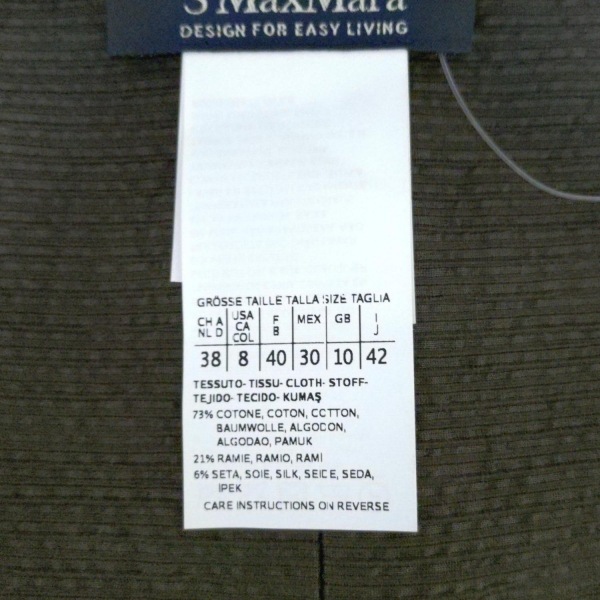 S MaxMara
DESIGN FOR EASY LIVING
GRÖSSE TAILLE TALLA SIZE TAGLIA
CH A NL D USA CA COL F B MEX GB I J
38 8 40 30 10 42
TESSUTO- TISSU- CLOTH- STOFF-
TEJIDO- TECIDO- KUMAŞ
73% COTONE, COTON, COTTON,
BAUMWOLLE, ALGODON,
ALGODAO, PAMUK
21% RAMIE, RAMIO, RAMI
6% SETA, SOIE, SILK, SEIDE, SEDA,
IPEK
CARE INSTRUCTIONS ON REVERSE